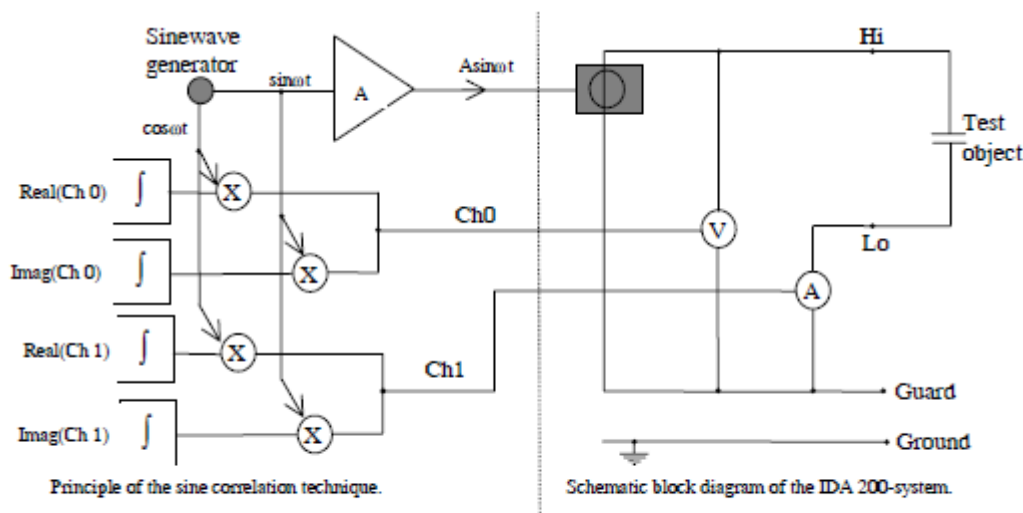 Sinewave
generator
sinωt
cosωt
A
Asinωt
Real(Ch 0)
∫
X
Imag(Ch 0)
∫
X
Real(Ch 1)
∫
X
Imag(Ch 1)
∫
X
Ch0
Ch1
Hi
Test
object
V
Lo
A
Guard
Ground
Principle of the sine correlation technique.
Schematic block diagram of the IDA 200-system.